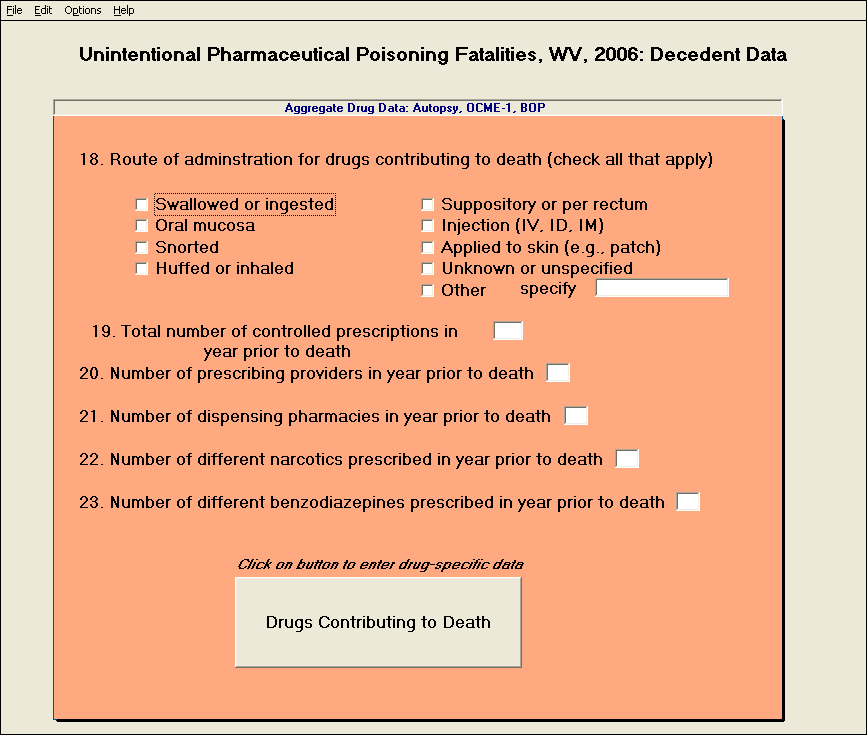 File Edit Options Help
Unintentional Pharmaceutical Poisoning Fatalities, WV, 2006: Decedent Data
Aggregate Drug Data: Autopsy, OCME-1, BOP
18. Route of adminstration for drugs contributing to death (check all that apply)
Swallowed or ingested
Oral mucosa
Snorted
Huffed or inhaled
Suppository or per rectum
Injection (IV, ID, IM)
Applied to skin (e.g., patch)
Unknown or unspecified
Other specify
19. Total number of controlled prescriptions in
year prior to death
20. Number of prescribing providers in year prior to death
21. Number of dispensing pharmacies in year prior to death
22. Number of different narcotics prescribed in year prior to death
23. Number of different benzodiazepines prescribed in year prior to death
Click on button to enter drug-specific data
Drugs Contributing to Death